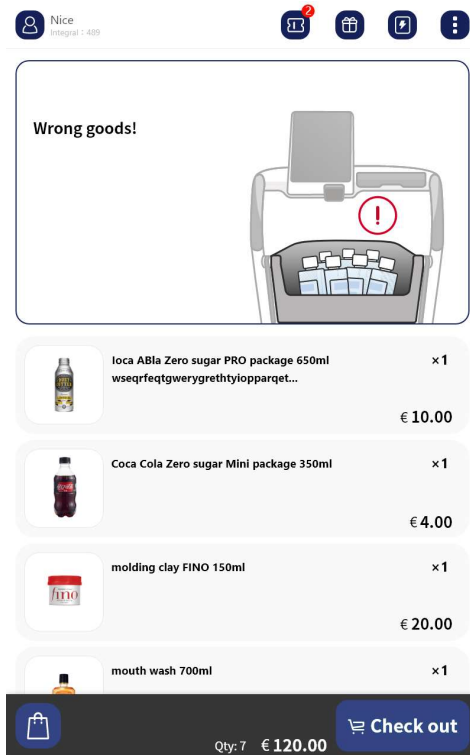 Nice
Integral：489
2
Wrong goods!
Ioca ABla Zero sugar PRO package 650ml
wseqrfeqtgwerygrethtyiopparqet...
×1
€ 10.00
Coca Cola Zero sugar Mini package 350ml
×1
€ 4.00
fino
molding clay FINO 150ml
×1
€ 20.00
mouth wash 700ml
×1
Qty: 7 € 120.00
Check out